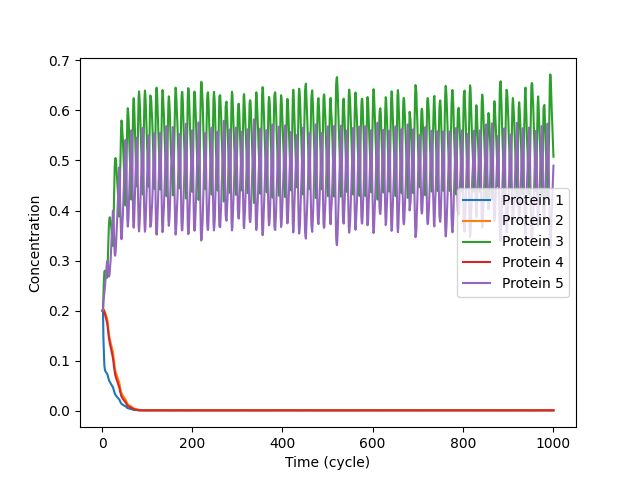 0.7
0.6
0.5
0.4
0.3
0.2
0.1
0.0
Concentration
Protein 1
Protein 2
Protein 3
Protein 4
Protein 5
0 200 400 600 800 1000
Time (cycle)